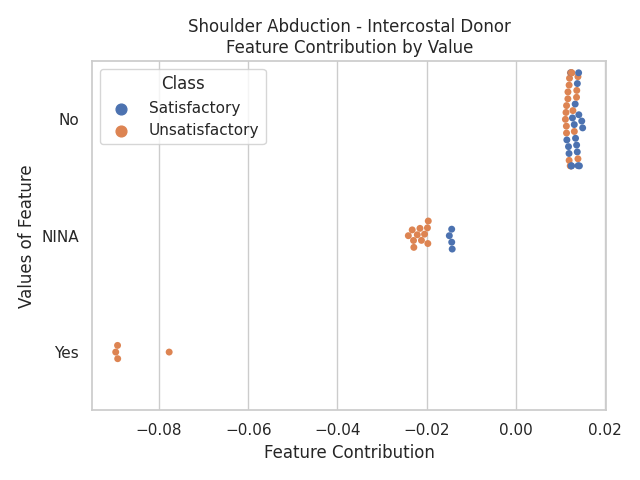 Shoulder Abduction - Intercostal Donor
Feature Contribution by Value
Class
Satisfactory
Unsatisfactory
Values of Feature
No
NINA
Yes
−0.08 −0.06 −0.04 −0.02 0.00 0.02
Feature Contribution